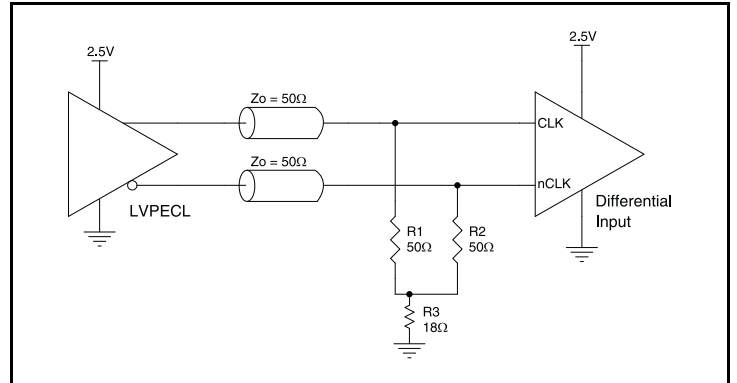 2.5V
2.5V
Zo = 50Ω
CLK
Zo = 50Ω
nCLK
LVPECL
Differential
Input
R1
50Ω
R2
50Ω
R3
18Ω